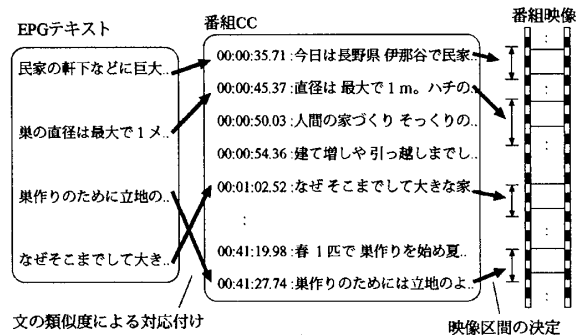 EPGテキスト
民家の軒下などに巨大..
巣の直径は最大で1メ..
巣作りのために立地の..
なぜそこまでして大き..
番組CC
00:00:35.71 :今日は長野県 伊那谷で民家..
00:00:45.37 :直径は 最大で1m。ハチの..
00:00:50.03 :人間の家づくり そっくりの..
00:00:54.36 :建て増しや 引っ越しまでし..
00:01:02.52 :なぜ そこまでして大きな家..
:
00:41:19.98 :春 1匹で 巣作りを始め夏..
00:41:27.74 :巣作りのためには立地のよ..
番組映像
:
:
:
:
文の類似度による対応付け
映像区間の決定